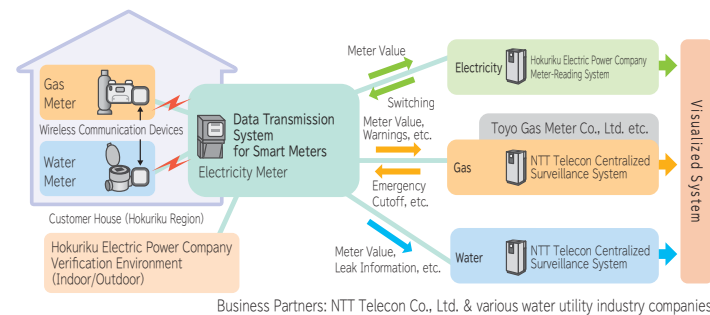 Gas
Meter
Wireless Communication Devices
Water
Meter
Customer House (Hokuriku Region)
Hokuriku Electric Power Company
Verification Environment
(Indoor/Outdoor)
Data Transmission
System
for Smart Meters
Electricity Meter
Meter Value
Switching
Meter Value,
Warnings, etc.
Emergency
Cutoff, etc.
Meter Value,
Leak Information, etc.
Electricity
Hokuriku Electric Power Company
Meter-Reading System
Toyo Gas Meter Co., Ltd. etc.
Gas
NTT Telecon Centralized
Surveillance System
Water
NTT Telecon Centralized
Surveillance System
Visualized System
Business Partners: NTT Telecon Co., Ltd. & various water utility industry companies